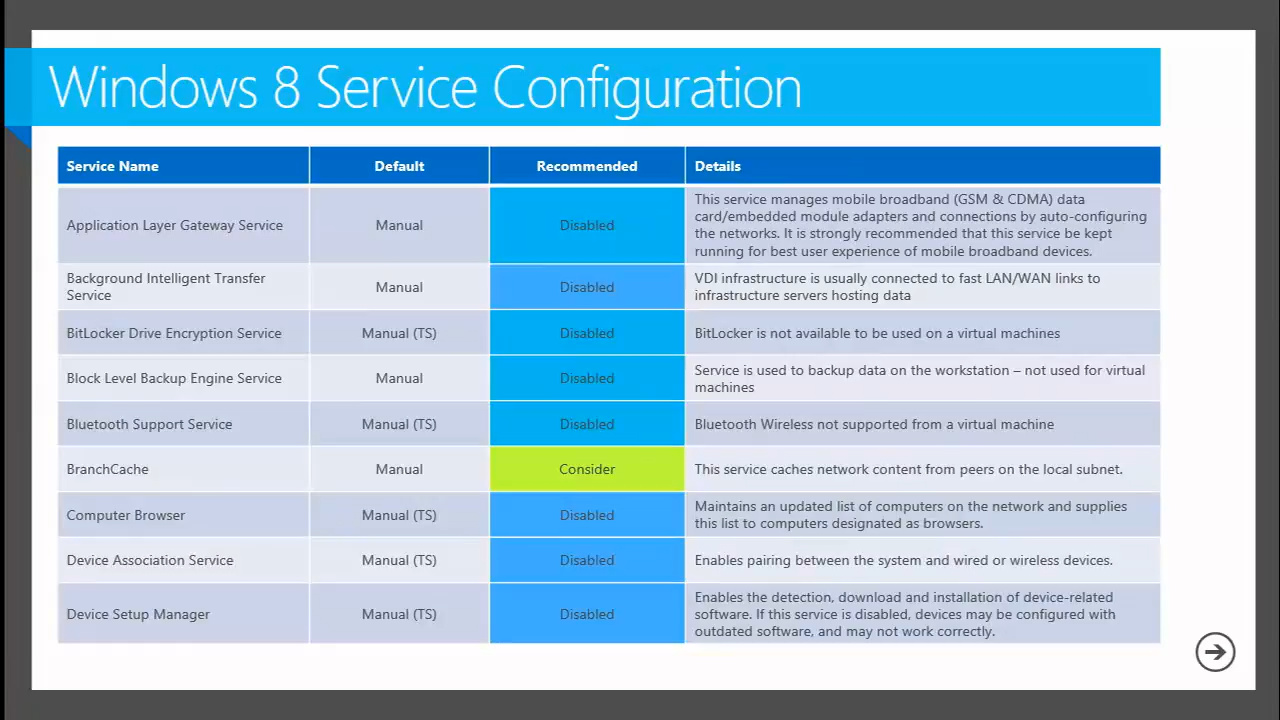 Windows 8 Service Configuration
Service Name Default Recommended Details
Application Layer Gateway Service Manual Disabled This service manages mobile broadband (GSM & CDMA) data
card/embedded module adapters and connections by auto-configuring
the networks. It is strongly recommended that this service be kept
running for best user experience of mobile broadband devices.
Background Intelligent Transfer
Service Manual Disabled VDI infrastructure is usually connected to fast LAN/WAN links to
infrastructure servers hosting data
BitLocker Drive Encryption Service Manual (TS) Disabled BitLocker is not available to be used on a virtual machines
Block Level Backup Engine Service Manual Disabled Service is used to backup data on the workstation – not used for virtual
machines
Bluetooth Support Service Manual (TS) Disabled Bluetooth Wireless not supported from a virtual machine
BranchCache Manual Consider This service caches network content from peers on the local subnet.
Computer Browser Manual (TS) Disabled Maintains an updated list of computers on the network and supplies
this list to computers designated as browsers.
Device Association Service Manual (TS) Disabled Enables pairing between the system and wired or wireless devices.
Device Setup Manager Manual (TS) Disabled Enables the detection, download and installation of device-related
software. If this service is disabled, devices may be configured with
outdated software, and may not work correctly.